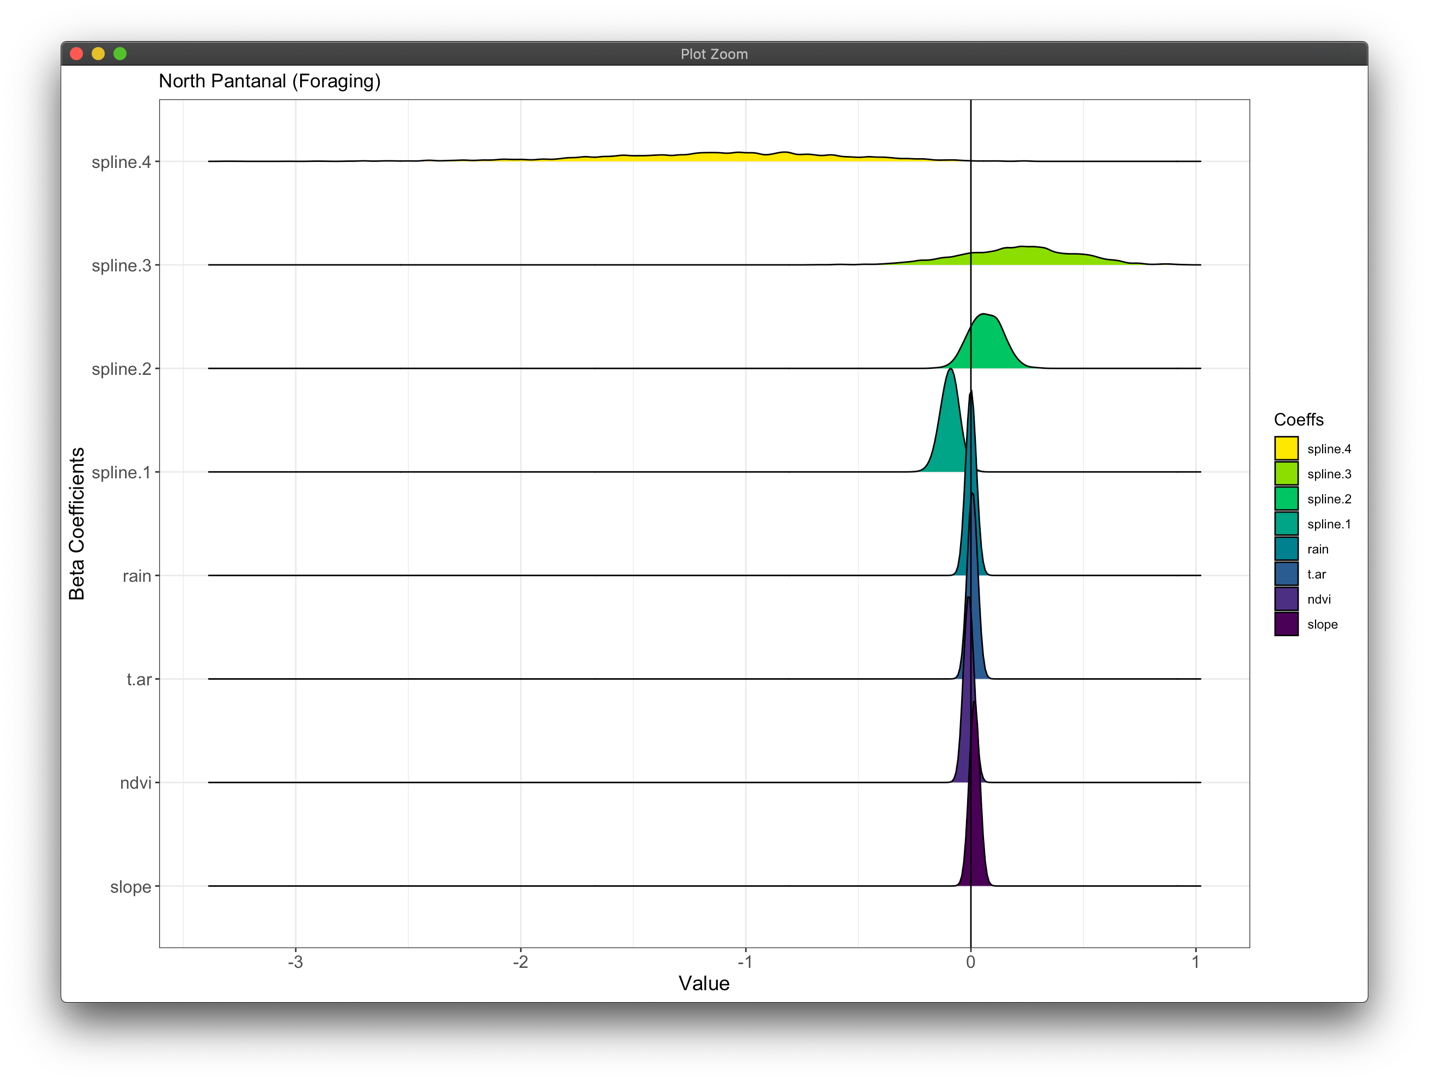 Plot Zoom
North Pantanal (Foraging)
spline.4
spline.3
spline.2
spline.1
rain
t.ar
ndvi
slope
Beta Coefficients
-3 -2 -1 0 1
Value
Coeffs
spline.4
spline.3
spline.2
spline.1
rain
t.ar
ndvi
slope